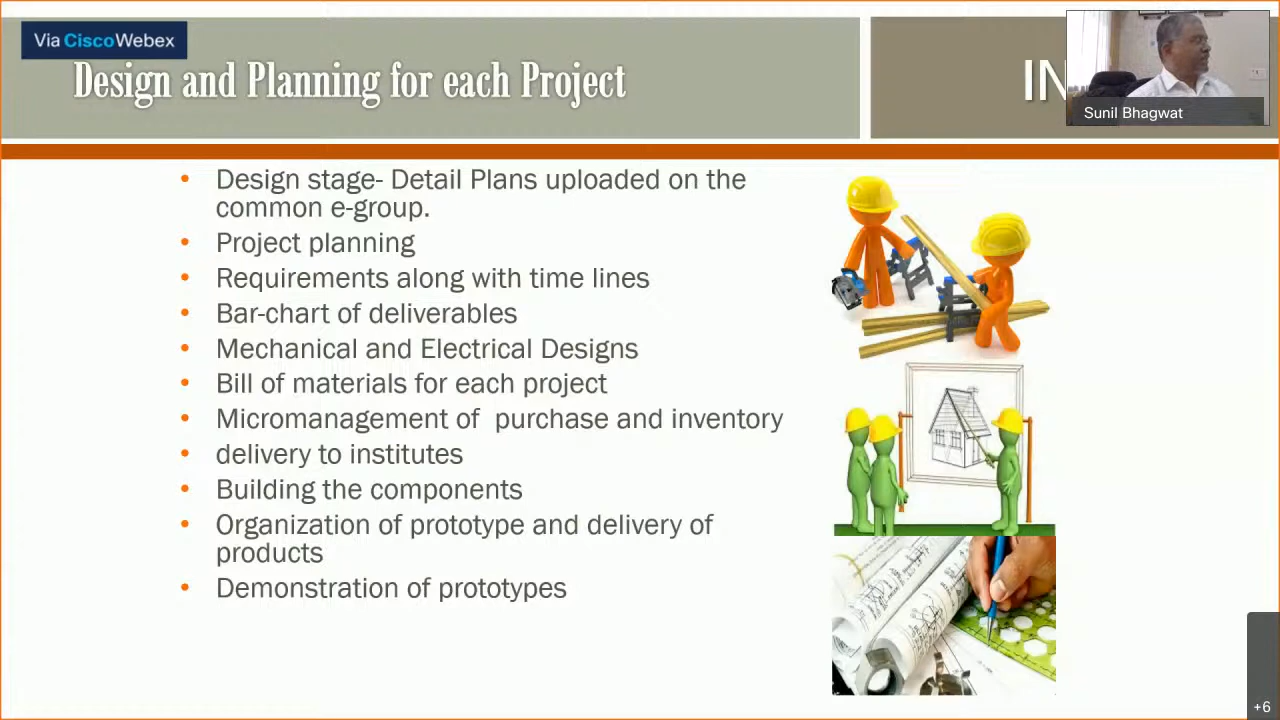 Via CiscoWebex
Design and Planning for each Project
IN
Sunil Bhagwat
• Design stage- Detail Plans uploaded on the
common e-group.
• Project planning
• Requirements along with time lines
• Bar-chart of deliverables
• Mechanical and Electrical Designs
• Bill of materials for each project
• Micromanagement of  purchase and inventory
• delivery to institutes
• Building the components
• Organization of prototype and delivery of
products
• Demonstration of prototypes
+6